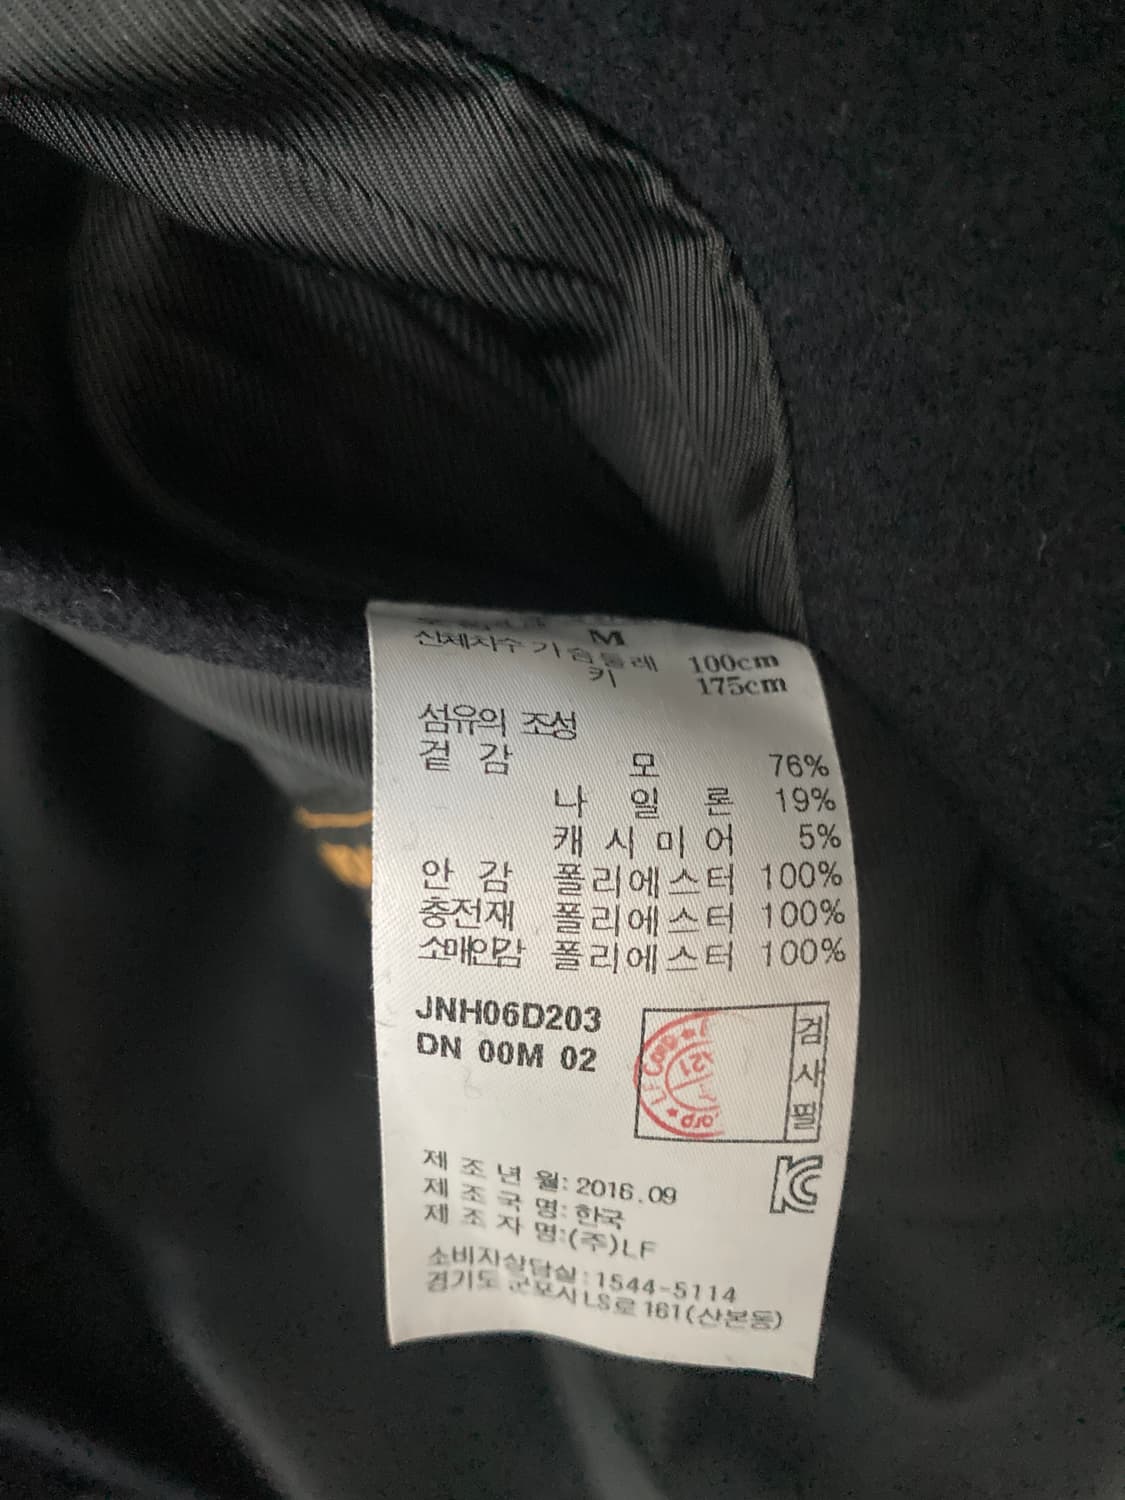 M
신체치수 가슴둘레 100cm
키 175cm
섬유의 조성
겉 감 모 76%
나 일 론 19%
캐 시 미 어 5%
안 감 폴리에스터 100%
충전재 폴리에스터 100%
소매안감 폴리에스터 100%
JNH06D203
DN 00M 02
검사필
LF Corp
121
제 조 년 월: 2016.09
제 조 국 명: 한국
제 조 자 명:(주)LF
소비자상담실:1544-5114
경기도 군포시 LS로 161(산본동)